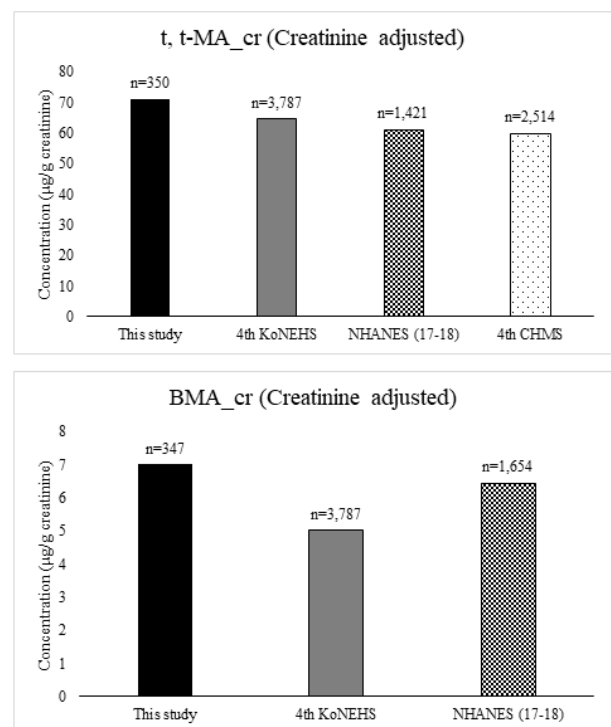 t, t-MA_cr (Creatinine adjusted)
Concentration (µg/g creatinine)
80
70
60
50
40
30
20
10
0
n=350
n=3,787
n=1,421
n=2,514
This study
4th KoNEHS
NHANES (17-18)
4th CHMS
BMA_cr (Creatinine adjusted)
Concentration (µg/g creatinine)
8
7
6
5
4
3
2
1
0
n=347
n=3,787
n=1,654
This study
4th KoNEHS
NHANES (17-18)